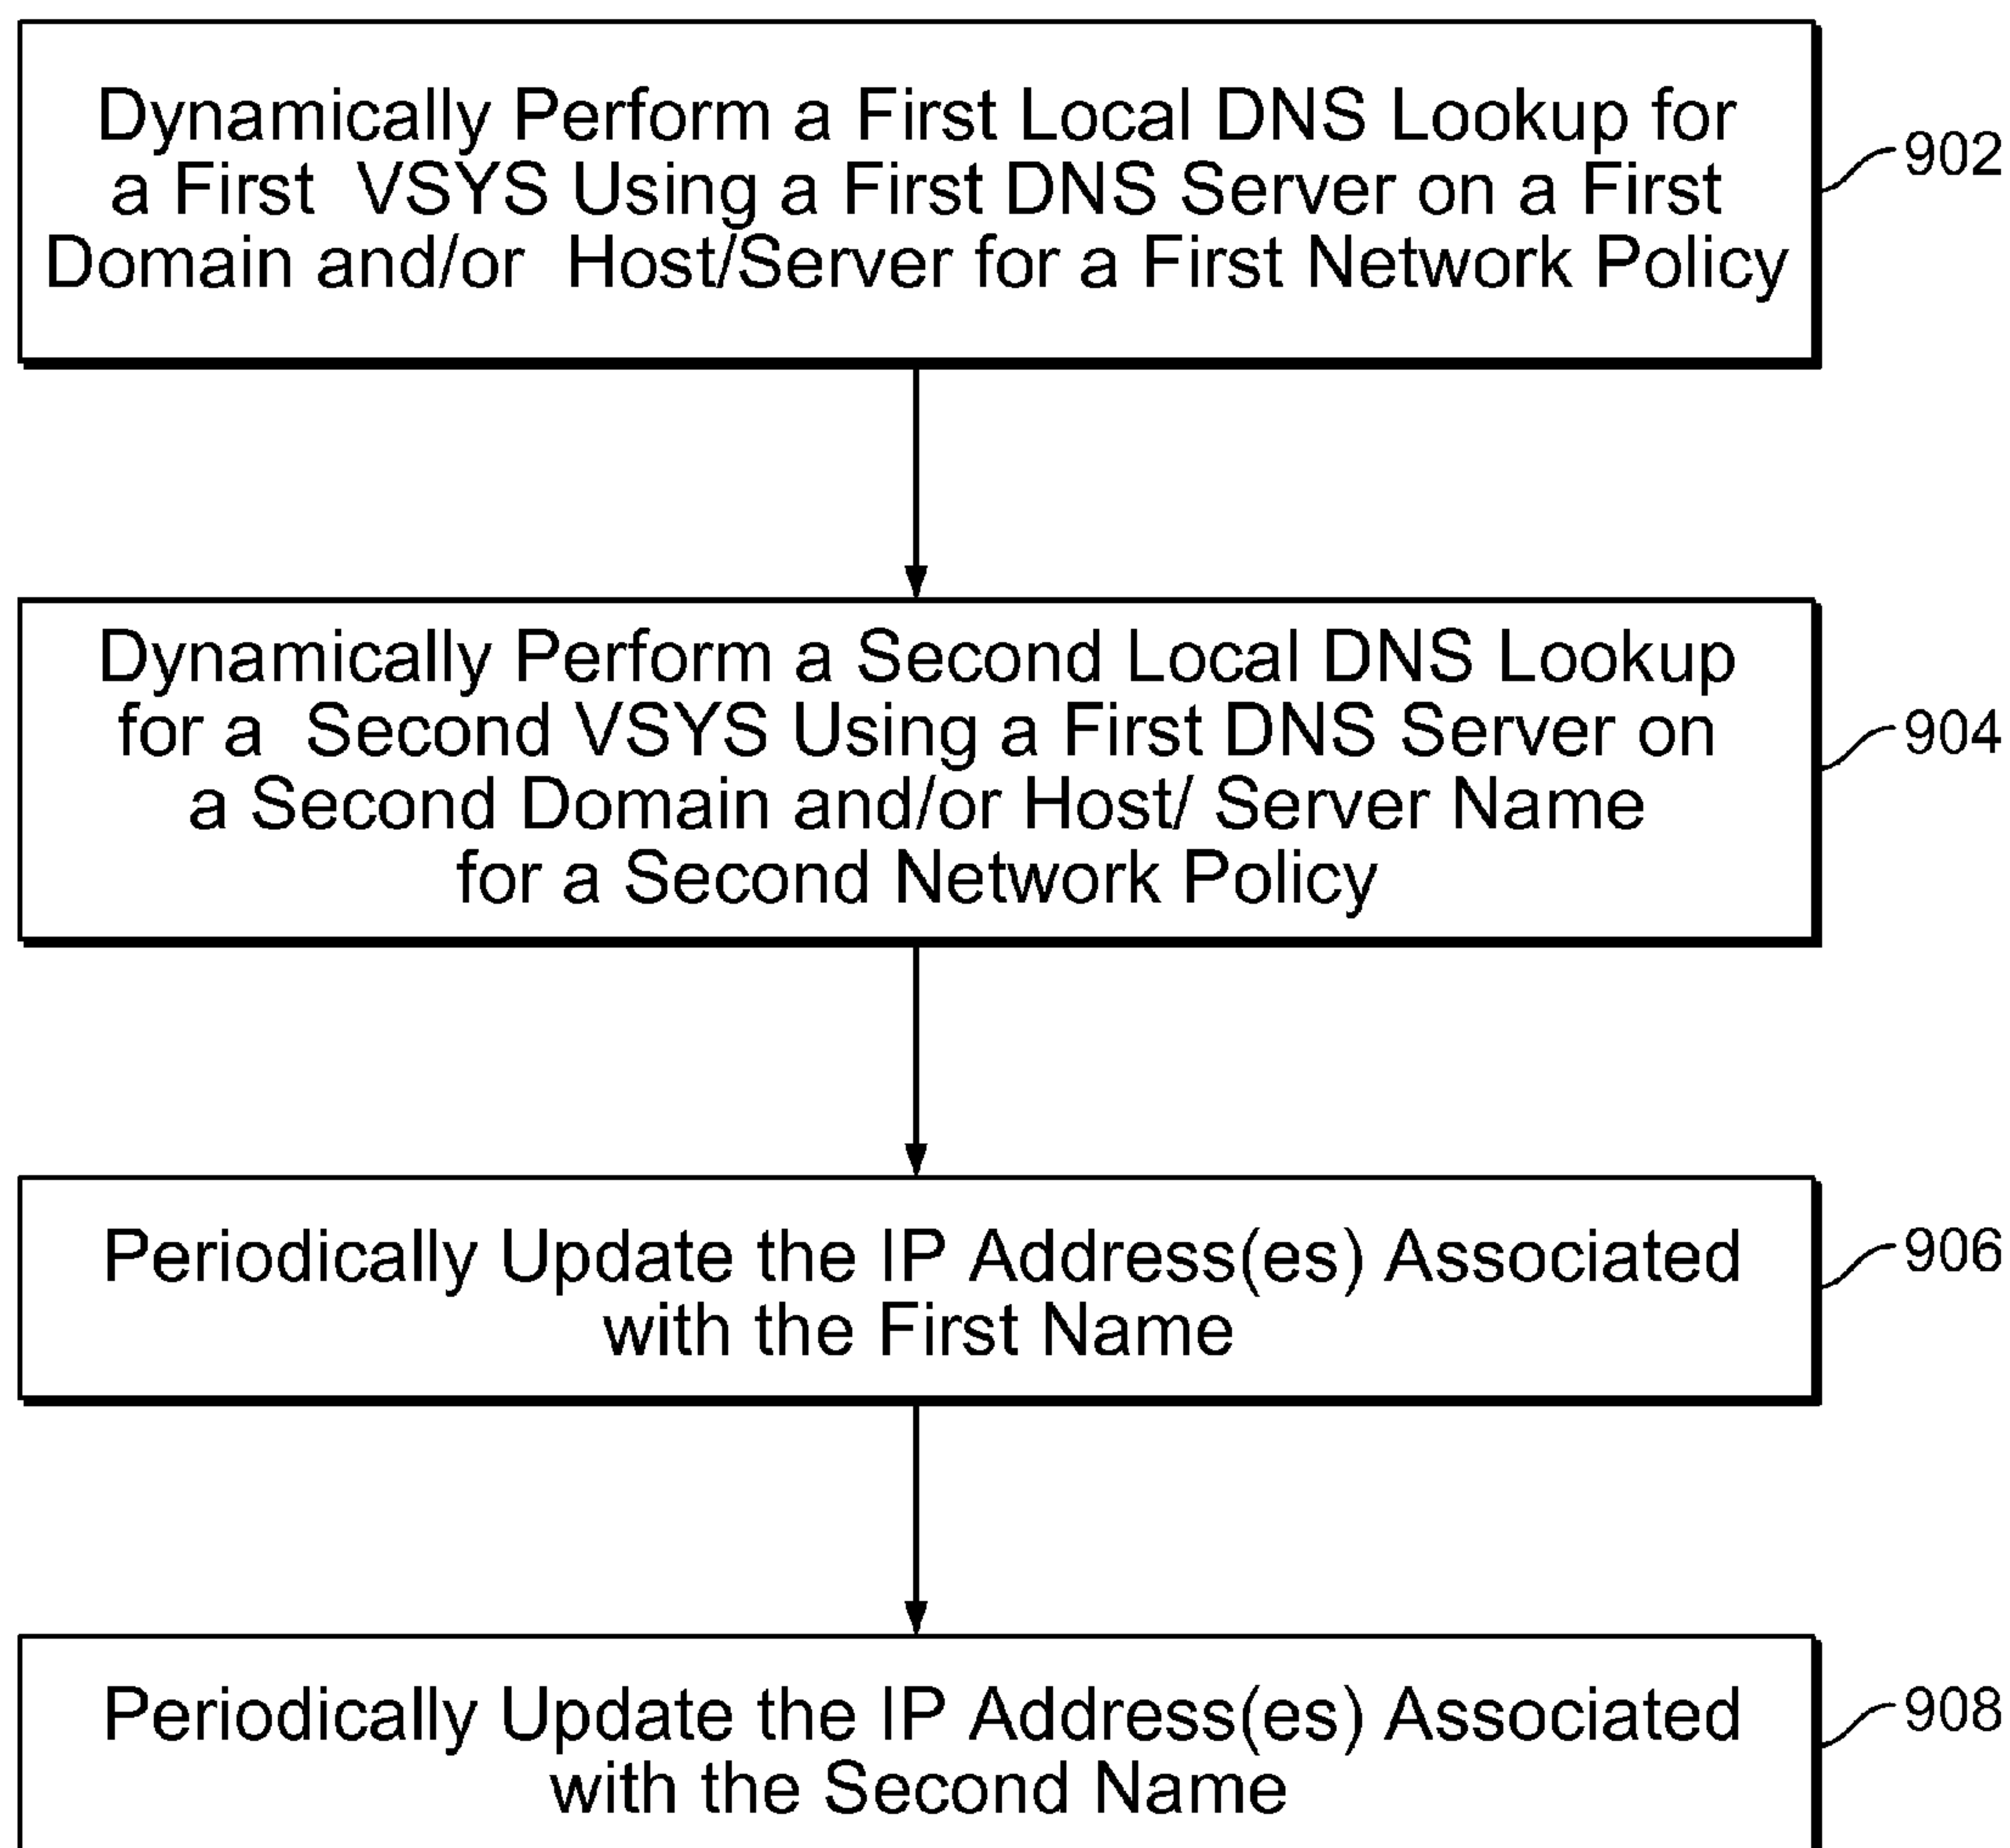 Dynamically Perform a First Local DNS Lookup for
a First VSYS Using a First DNS Server on a First
Domain and/or Host/Server for a First Network Policy
902
Dynamically Perform a Second Local DNS Lookup
for a Second VSYS Using a First DNS Server on
a Second Domain and/or Host/ Server Name
for a Second Network Policy
904
Periodically Update the IP Address(es) Associated
with the First Name
906
Periodically Update the IP Address(es) Associated
with the Second Name
908